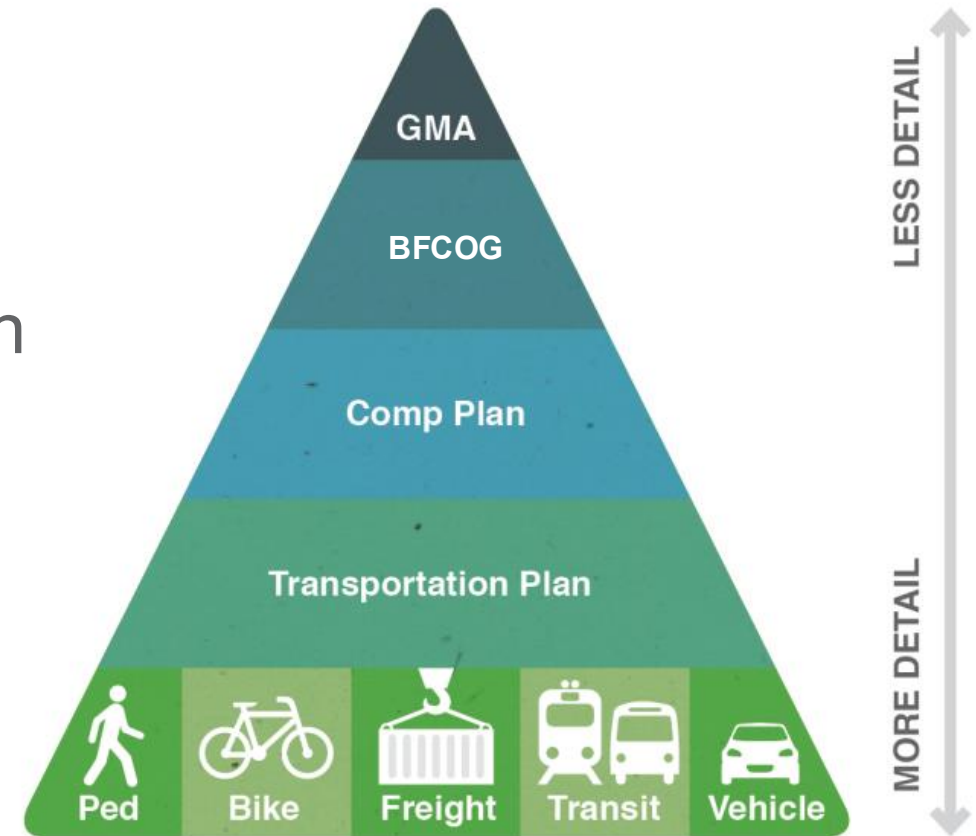 GMA
BFCOG
n
Comp Plan
Transportation Plan
Ped Bike Freight Transit Vehicle
LESS DETAIL
MORE DETAIL